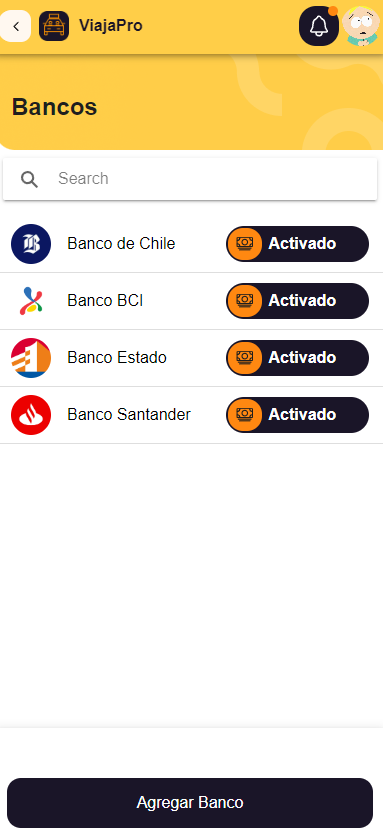 ViajaPro
Bancos
Search
Banco de Chile Activado
Banco BCI Activado
Banco Estado Activado
Banco Santander Activado
Agregar Banco